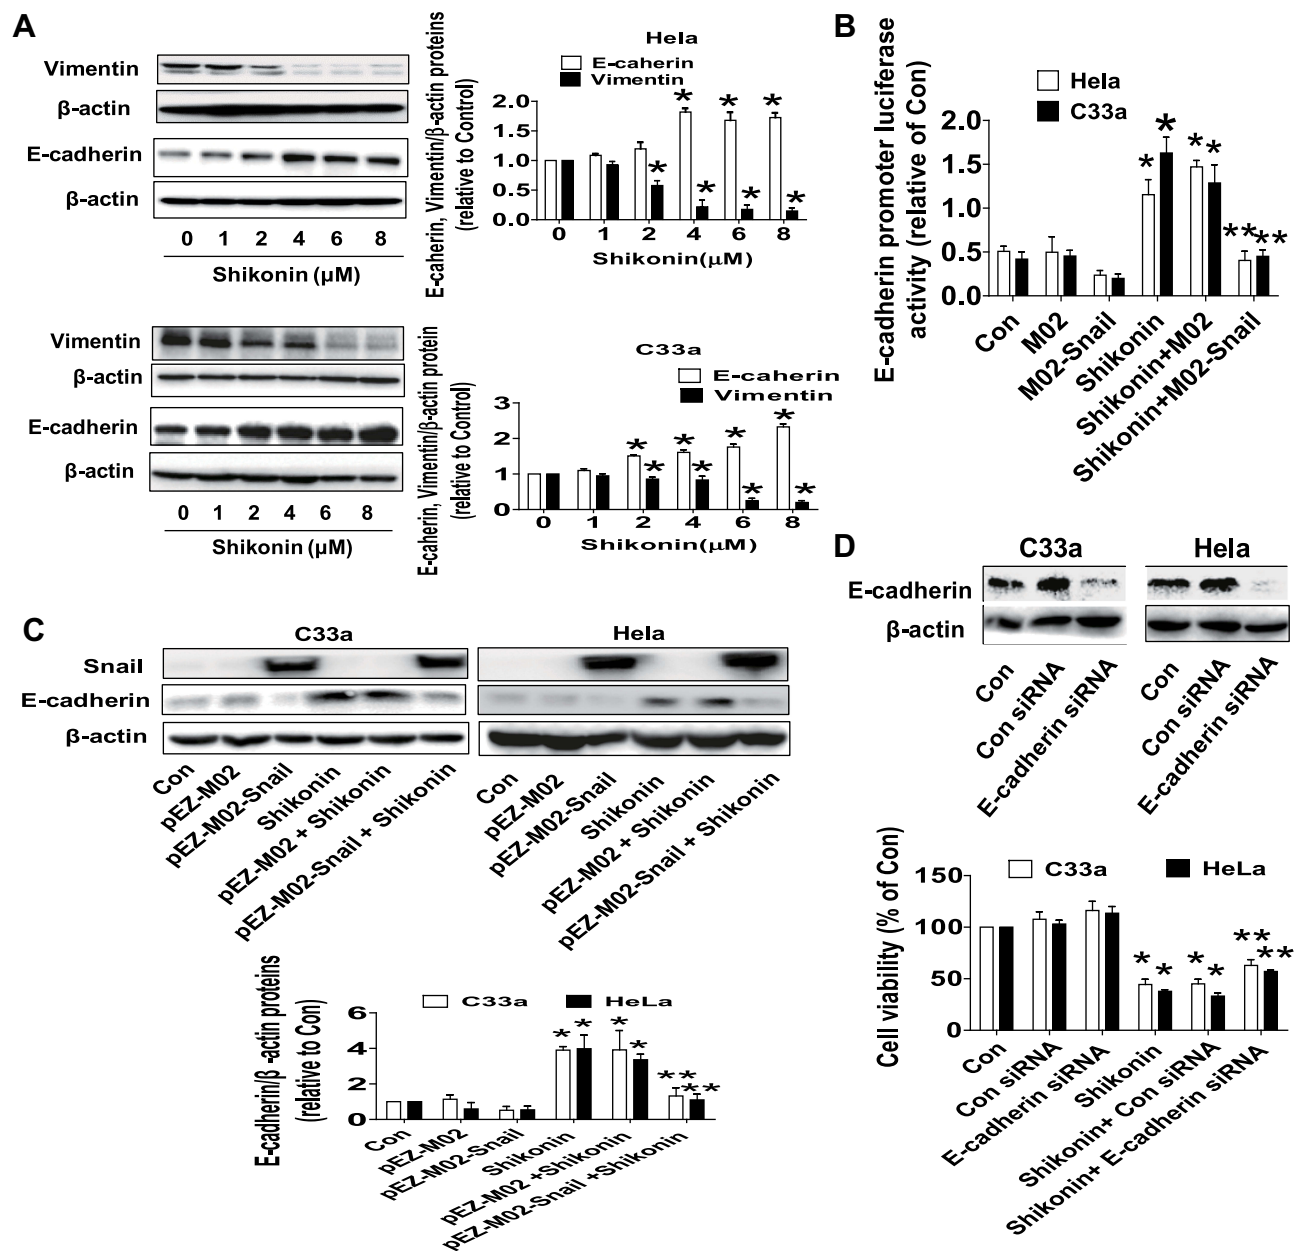 A
Vimentin
β-actin
E-cadherin
β-actin
0 1 2 4 6 8
Shikonin (μM)
E-caherin, Vimentin/β-actin proteins
(relative to Control)
Hela
E-caherin
Vimentin
2.0
1.5
1.0
0.5
0.0
* * * * * * *
0 1 2 4 6 8
Shikonin(μM)
Vimentin
β-actin
E-cadherin
β-actin
0 1 2 4 6 8
Shikonin (μM)
E-caherin, Vimentin/β-actin protein
(relative to Control)
C33a
E-caherin
Vimentin
3
2
1
0
* * * * * * * *
0 1 2 4 6 8
Shikonin(μM)
B
E-cadherin promoter luciferase
activity (relative of Con)
Hela
C33a
2.0
1.5
1.0
0.5
0.0
* * * * ** **
Con
M02
M02-Snail
Shikonin
Shikonin+M02
Shikonin+M02-Snail
C
C33a
Hela
Snail
E-cadherin
β-actin
Con
pEZ-M02
pEZ-M02-Snail
Shikonin
pEZ-M02 + Shikonin
pEZ-M02-Snail + Shikonin
Con
pEZ-M02
pEZ-M02-Snail
Shikonin
pEZ-M02 + Shikonin
pEZ-M02-Snail + Shikonin
E-cadherin/β -actin proteins
(relative to Con)
C33a
HeLa
6
4
2
0
* * * * ** **
Con
pEZ-M02
pEZ-M02-Snail
Shikonin
pEZ-M02 +Shikonin
pEZ-M02-Snail +Shikonin
D
C33a
Hela
E-cadherin
β-actin
Con
Con siRNA
E-cadherin siRNA
Con
Con siRNA
E-cadherin siRNA
Cell viability (% of Con)
C33a
HeLa
150
100
50
0
* * * * ** **
Con
Con siRNA
E-cadherin siRNA
Shikonin
Shikonin+ Con siRNA
Shikonin+ E-cadherin siRNA